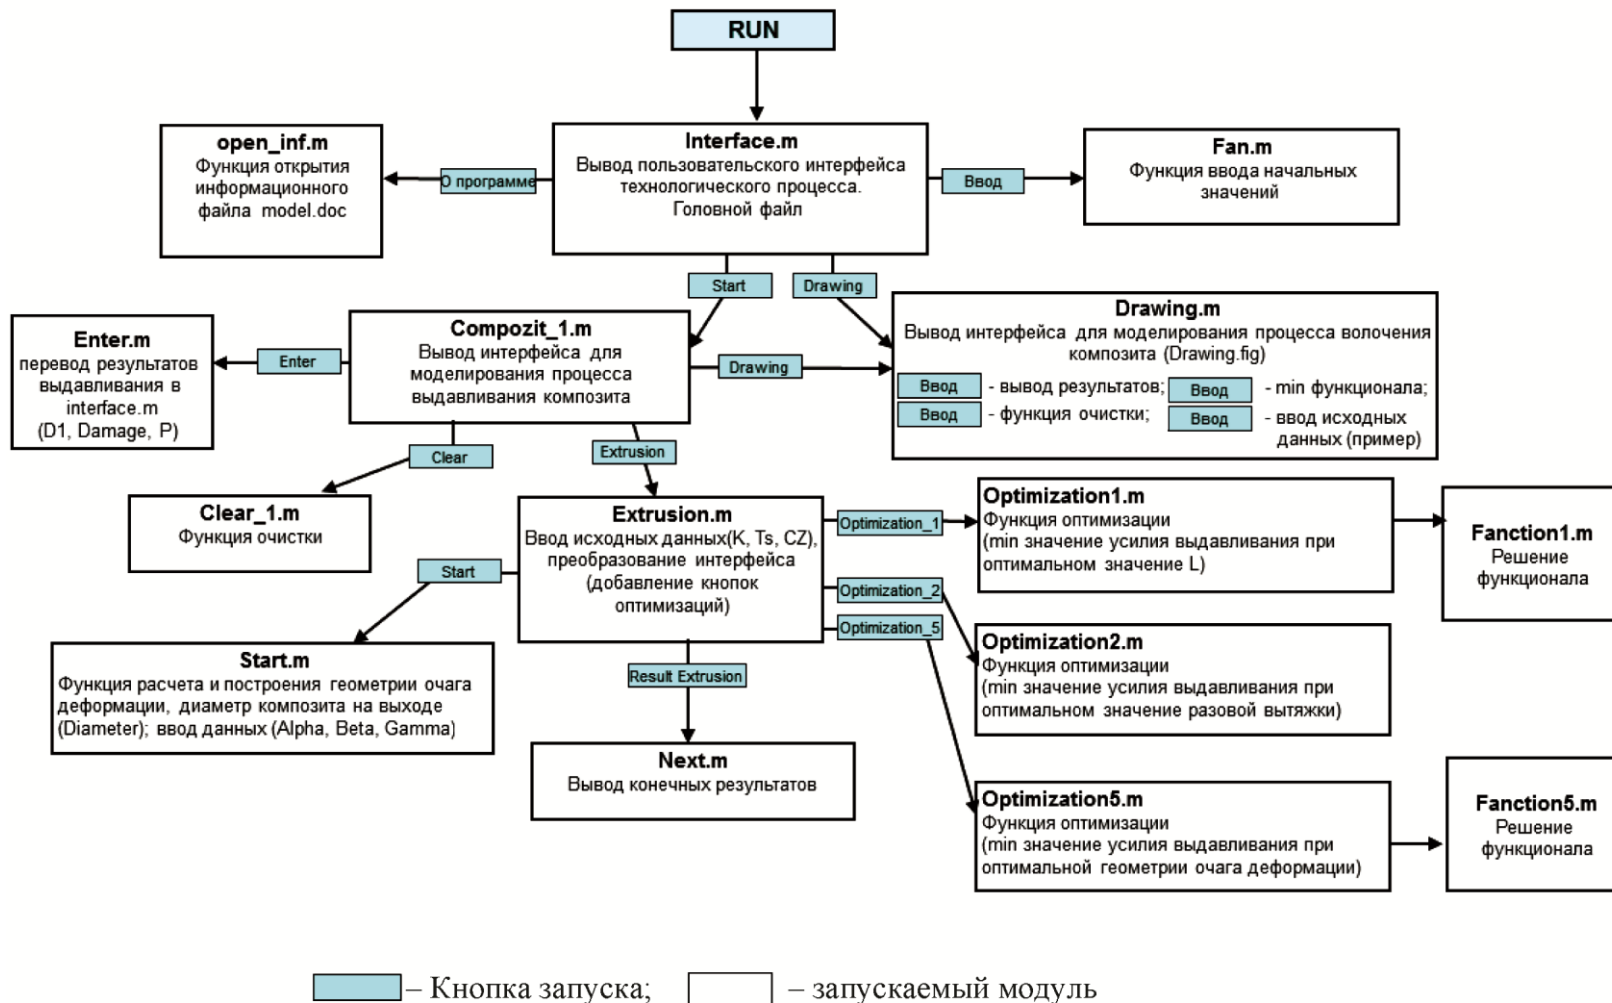 RUN
open_inf.m
Функция открытия
информационного
файла model.doc
О программе
Interface.m
Вывод пользовательского интерфейса
технологического процесса.
Головной файл
Ввод
Fan.m
Функция ввода начальных
значений
Start
Drawing
Enter.m
перевод результатов
выдавливания в
interface.m
(D1, Damage, P)
Enter
Compozit_1.m
Вывод интерфейса для
моделирования процесса
выдавливания композита
Drawing
Drawing.m
Вывод интерфейса для моделирования процесса волочения
композита (Drawing.fig)
Ввод - вывод результатов; Ввод - min функционала;
Ввод - функция очистки; Ввод - ввод исходных
данных (пример)
Clear
Extrusion
Clear_1.m
Функция очистки
Extrusion.m
Ввод исходных данных(K, Ts, CZ),
преобразование интерфейса
(добавление кнопок
оптимизаций)
Optimization_1
Optimization_2
Optimization_5
Optimization1.m
Функция оптимизации
(min значение усилия выдавливания при
оптимальном значение L)
Fanction1.m
Решение
функционала
Start
Start.m
Функция расчета и построения геометрии очага
деформации, диаметр композита на выходе
(Diameter); ввод данных (Alpha, Beta, Gamma)
Result Extrusion
Optimization2.m
Функция оптимизации
(min значение усилия выдавливания при
оптимальном значение разовой вытяжки)
Next.m
Вывод конечных результатов
Optimization5.m
Функция оптимизации
(min значение усилия выдавливания при
оптимальной геометрии очага деформации)
Fanction5.m
Решение
функционала
– Кнопка запуска; – запускаемый модуль